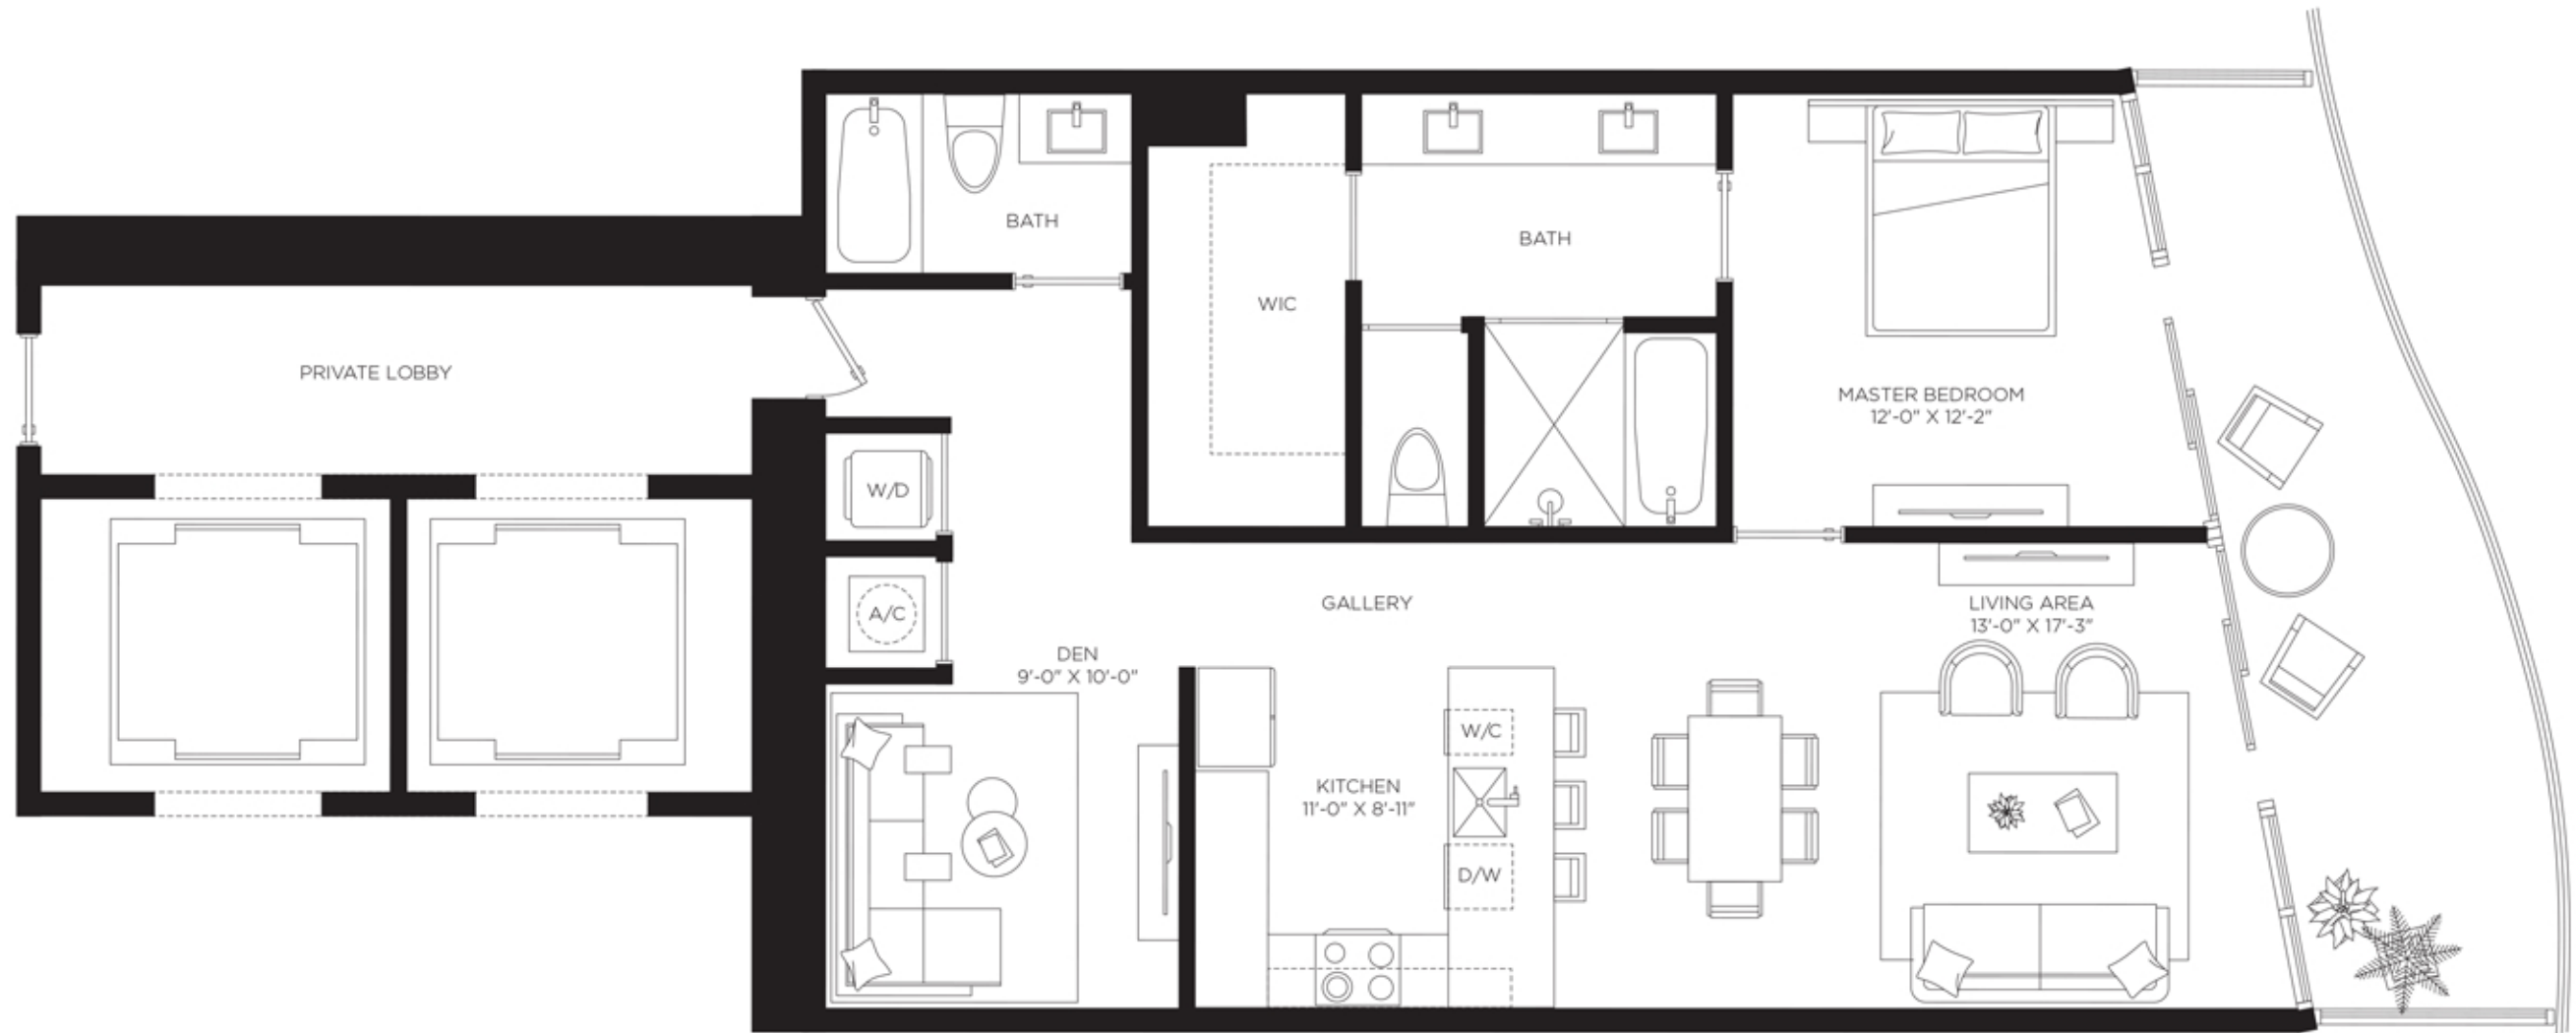 BATH
BATH
WIC
PRIVATE LOBBY
MASTER BEDROOM
12'-0" X 12'-2"
W/D
A/C
GALLERY
LIVING AREA
13'-0" X 17'-3"
DEN
9'-0" X 10'-0"
W/C
KITCHEN
11'-0" X 8'-11"
D/W